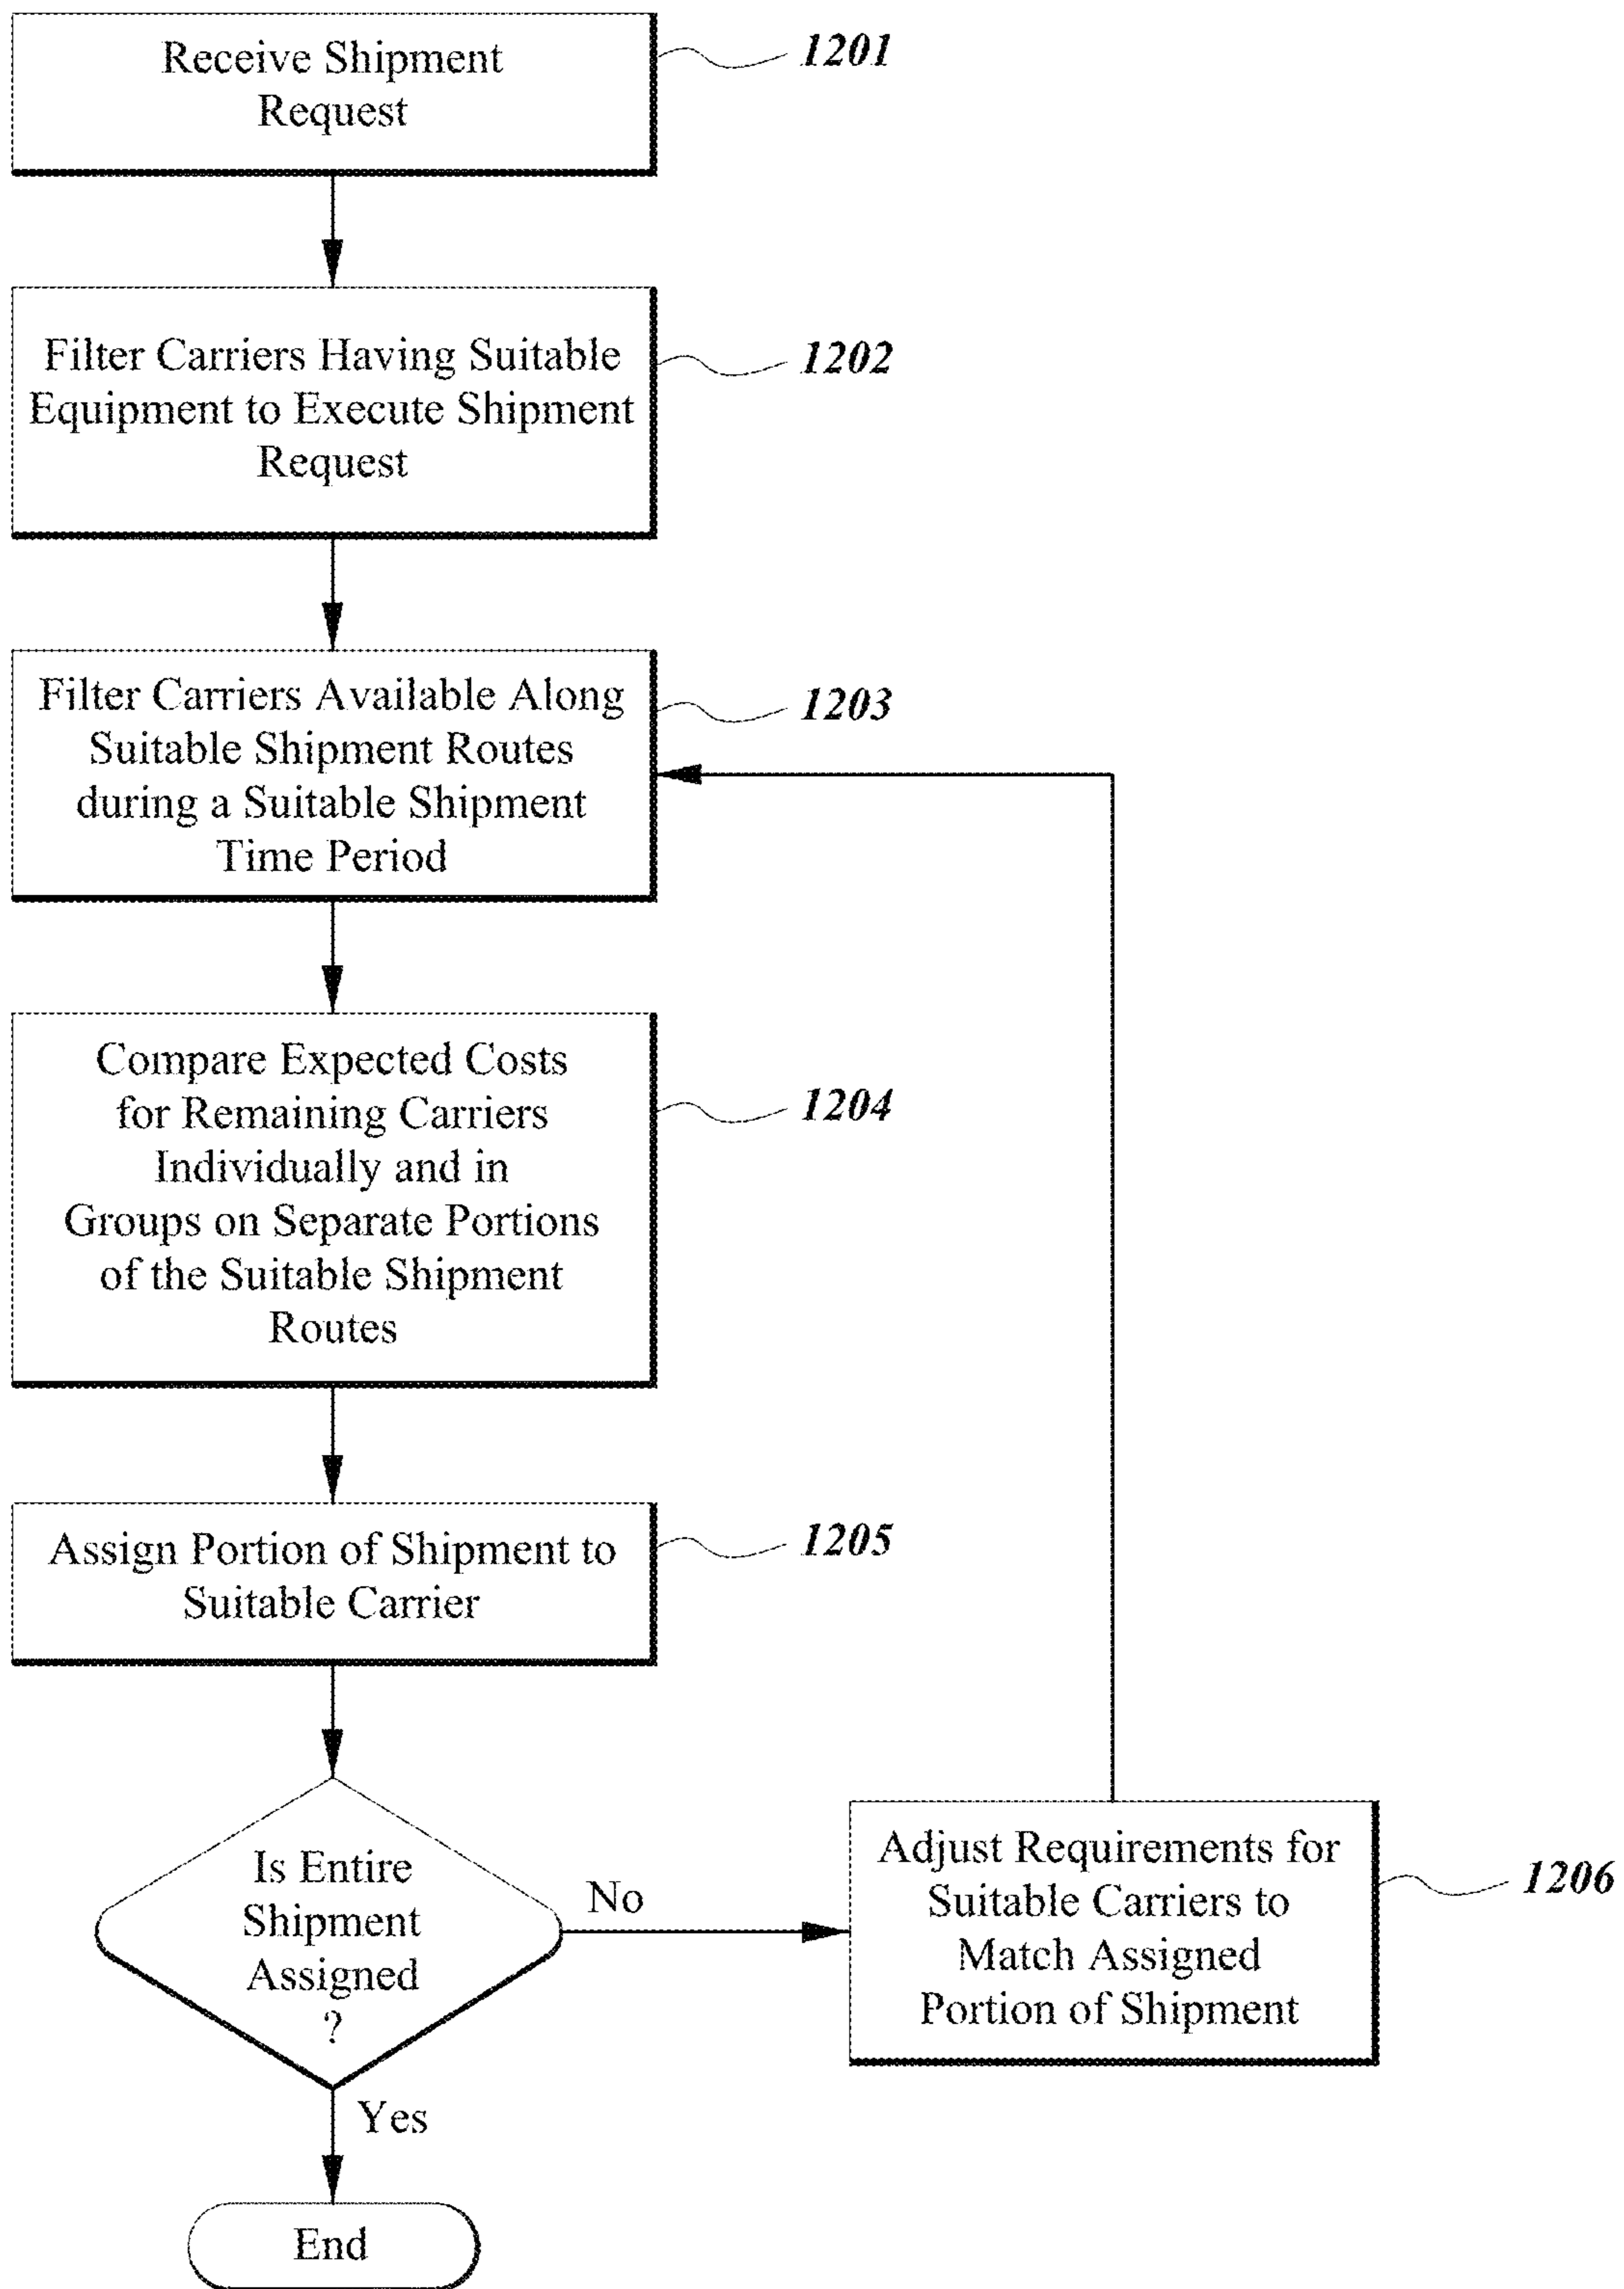 Receive Shipment
Request
1201
Filter Carriers Having Suitable
Equipment to Execute Shipment
Request
1202
Filter Carriers Available Along
Suitable Shipment Routes
during a Suitable Shipment
Time Period
1203
Compare Expected Costs
for Remaining Carriers
Individually and in
Groups on Separate Portions
of the Suitable Shipment
Routes
1204
Assign Portion of Shipment to
Suitable Carrier
1205
Is Entire
Shipment
Assigned
?
No
Adjust Requirements for
Suitable Carriers to
Match Assigned
Portion of Shipment
1206
Yes
End